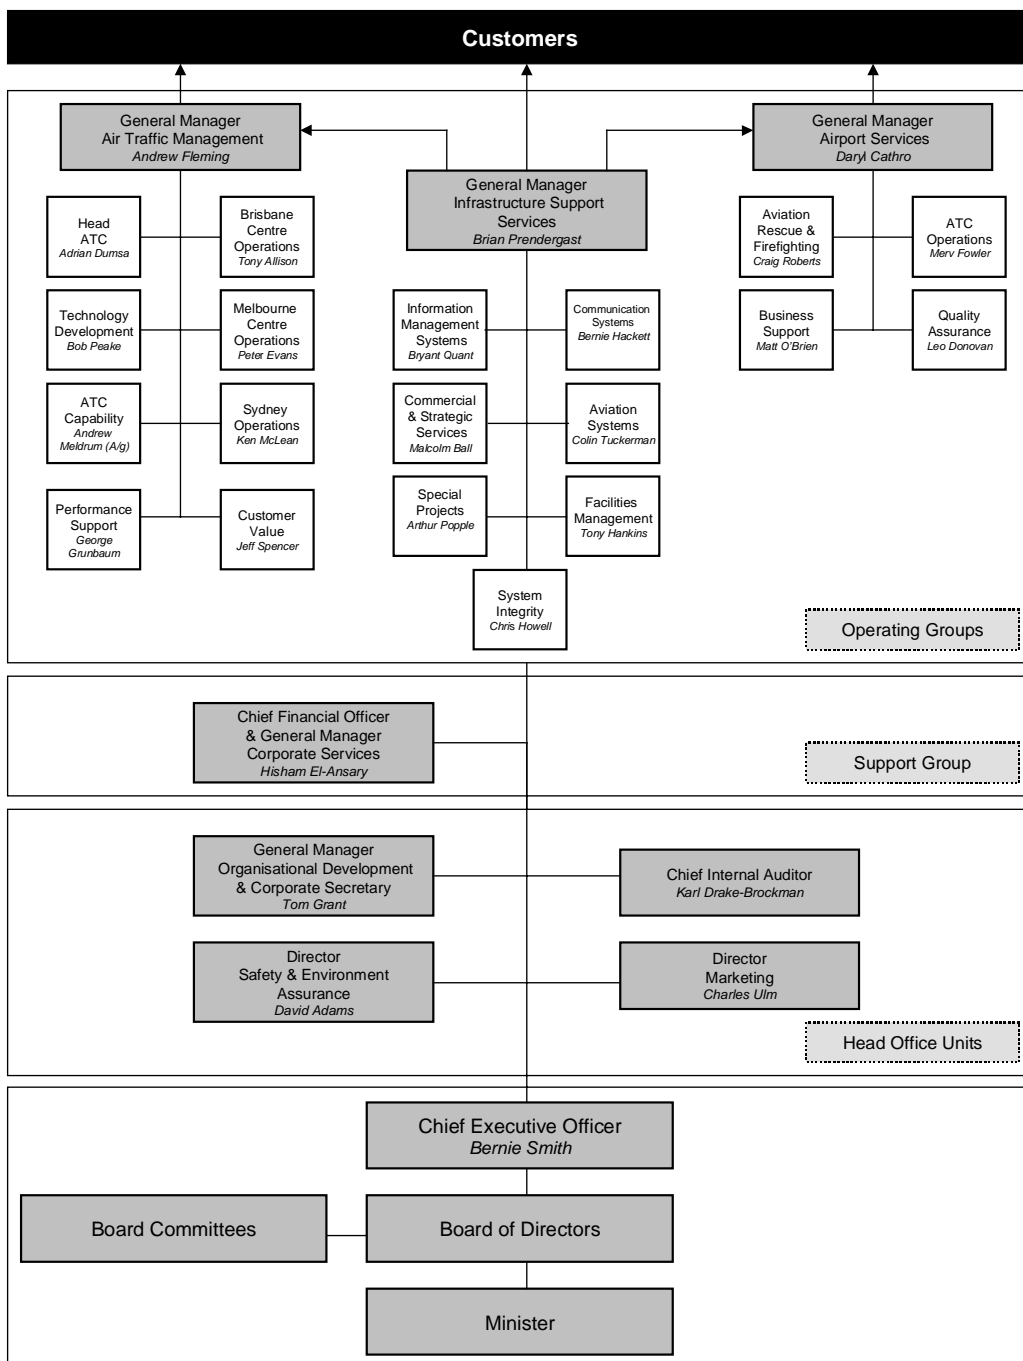 Customers
General Manager
Air Traffic Management
Andrew Fleming
General Manager
Airport Services
Daryl Cathro
General Manager
Infrastructure Support
Services
Brian Prendergast
Head
ATC
Adrian Dumsa
Brisbane
Centre
Operations
Tony Allison
Technology
Development
Bob Peake
Melbourne
Centre
Operations
Peter Evans
ATC
Capability
Andrew
Meldrum (A/g)
Sydney
Operations
Ken McLean
Performance
Support
George
Grunbaum
Customer
Value
Jeff Spencer
Information
Management
Systems
Bryant Quant
Communication
Systems
Bernie Hackett
Commercial
& Strategic
Services
Malcolm Ball
Aviation
Systems
Colin Tuckerman
Special
Projects
Arthur Popple
Facilities
Management
Tony Hankins
System
Integrity
Chris Howell
Aviation
Rescue &
Firefighting
Craig Roberts
ATC
Operations
Merv Fowler
Business
Support
Matt O'Brien
Quality
Assurance
Leo Donovan
Operating Groups
Chief Financial Officer
& General Manager
Corporate Services
Hisham El-Ansary
Support Group
General Manager
Organisational Development
& Corporate Secretary
Tom Grant
Chief Internal Auditor
Karl Drake-Brockman
Director
Safety & Environment
Assurance
David Adams
Director
Marketing
Charles Ulm
Head Office Units
Chief Executive Officer
Bernie Smith
Board Committees
Board of Directors
Minister